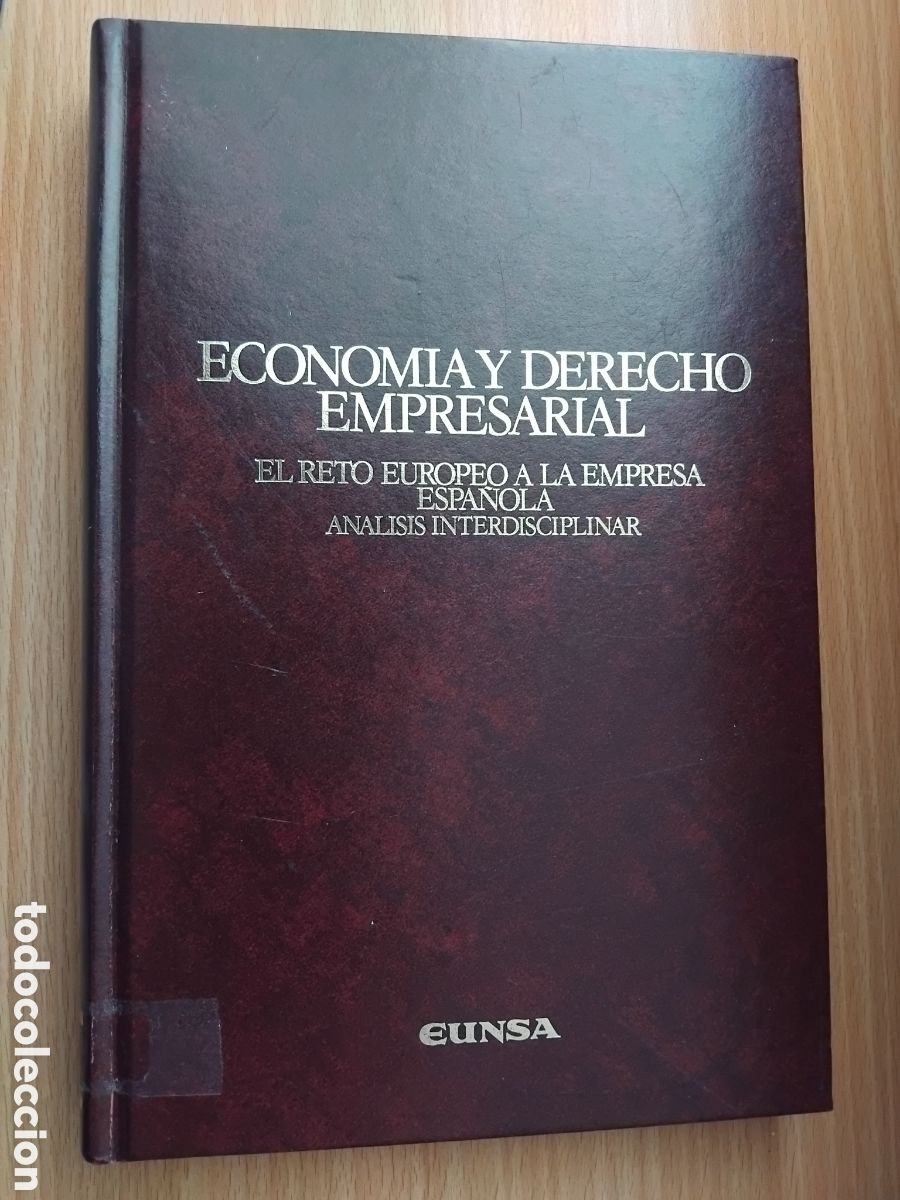 ECONOMIA Y DERECHO
EMPRESARIAL
EL RETO EUROPEO A LA EMPRESA
ESPAÑOLA
ANALISIS INTERDISCIPLINAR
EUNSA
todocoleccion